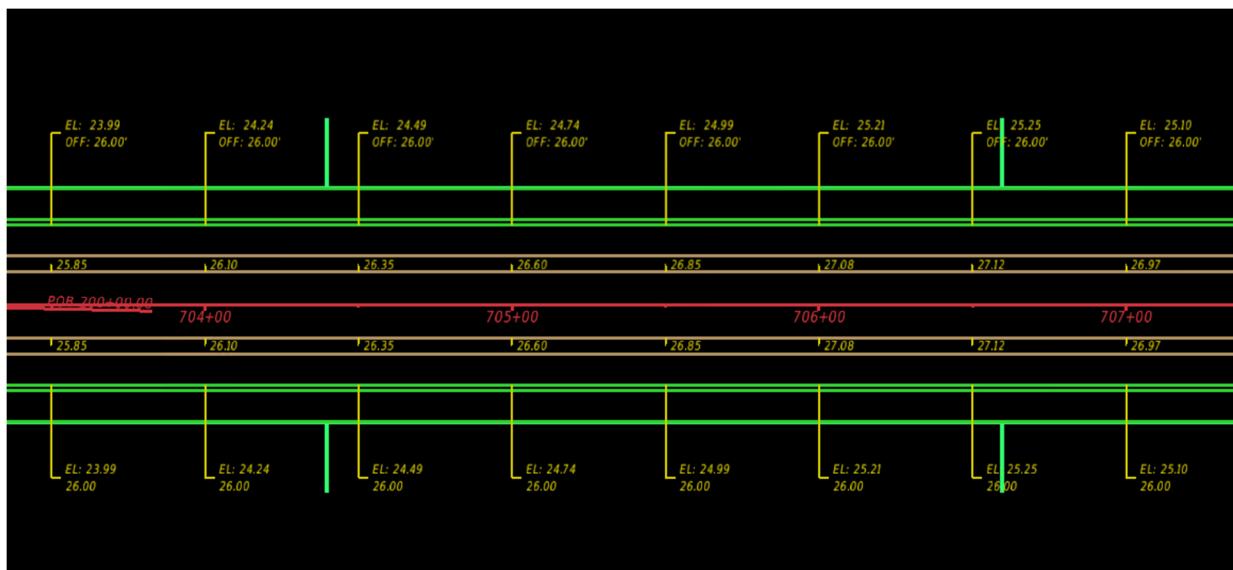 EL: 23.99 EL: 24.24 EL: 24.49 EL: 24.74 EL: 24.99 EL: 25.21 EL: 25.25 EL: 25.10
OFF: 26.00' OFF: 26.00' OFF: 26.00' OFF: 26.00' OFF: 26.00' OFF: 26.00' OFF: 26.00' OFF: 26.00'
25.85 26.10 26.35 26.60 26.85 27.08 27.12 26.97
POB 200+00.00
704+00 705+00 706+00 707+00
25.85 26.10 26.35 26.60 26.85 27.08 27.12 26.97
EL: 23.99 EL: 24.24 EL: 24.49 EL: 24.74 EL: 24.99 EL: 25.21 EL: 25.25 EL: 25.10
26.00 26.00 26.00 26.00 26.00 26.00 26.00 26.00